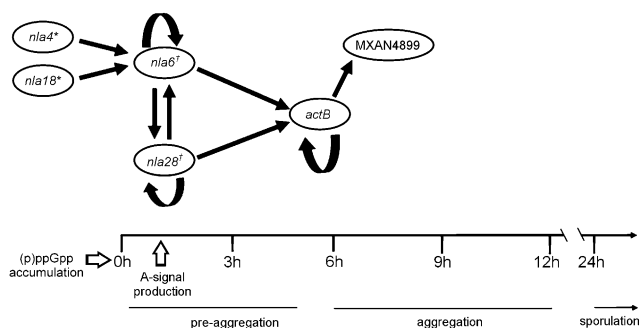 nla4*
nla18*
nla6†
nla28†
actB
MXAN4899
(p)ppGpp
accumulation
0h
3h
6h
9h
12h
24h
A-signal
production
pre-aggregation
aggregation
sporulation